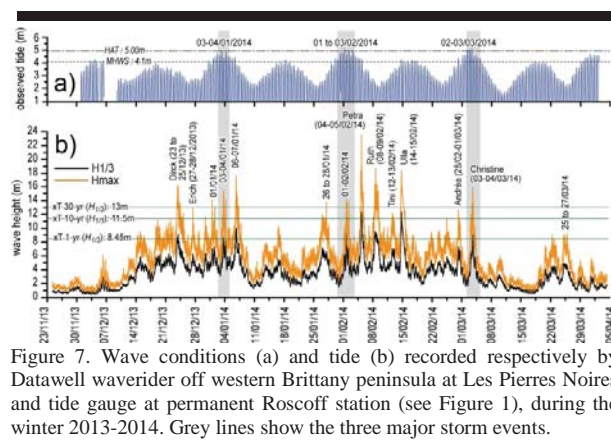 observed tide (m)
6
5
4
3
2
1
HAT / 5.00m
MHWS / 4.1m
03-04/01/2014
01 to 03/02/2014
02-03/03/2014
a)
b)
H1/3
Hmax
wave height (m)
24
22
20
18
16
14
12
10
8
6
4
2
0
xT-30-yr (H1/3): 13m
xT-10-yr (H1/3): 11.5m
xT-1-yr (H1/3): 8.45m
Dirck (23 to
25/12/13)
Erich (27-28/12/2013)
01/01/14
03-04/01/14
06-07/01/14
26 to 28/01/14
01-02/02/14
Petra
(04-05/02/14)
Ruth
(08-09/02/14)
Tini (12-13/02/14)
Ulla
(14-15/02/14)
Andrea (28/02-01/03/14)
Christine
(03-04/03/14)
25 to 27/03/14
23/11/13
30/11/13
07/12/13
14/12/13
21/12/13
28/12/13
04/01/14
11/01/14
18/01/14
25/01/14
01/02/14
08/02/14
15/02/14
22/02/14
01/03/14
08/03/14
15/03/14
22/03/14
29/03/14
05/04/14
Figure 7. Wave conditions (a) and tide (b) recorded respectively by
Datawell waverider off western Brittany peninsula at Les Pierres Noires
and tide gauge at permanent Roscoff station (see Figure 1), during the
winter 2013-2014. Grey lines show the three major storm events.